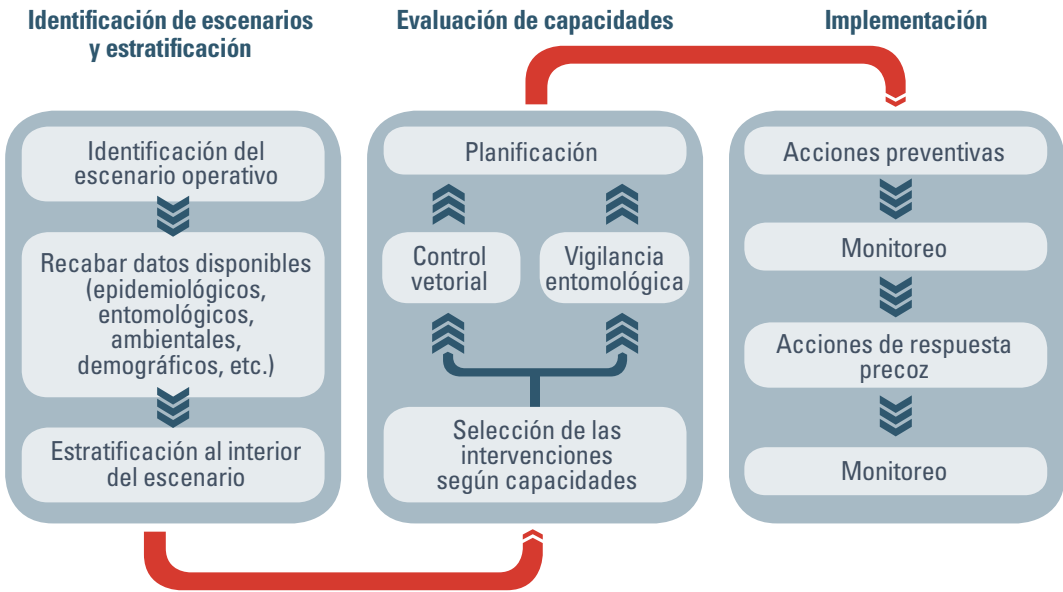 Identificación de escenarios
y estratificación
Identificación del
escenario operativo
Recabar datos disponibles
(epidemiológicos,
entomológicos,
ambientales,
demográficos, etc.)
Estratificación al interior
del escenario
Evaluación de capacidades
Planificación
Control
vetorial
Vigilancia
entomológica
Selección de las
intervenciones
según capacidades
Implementación
Acciones preventivas
Monitoreo
Acciones de respuesta
precoz
Monitoreo